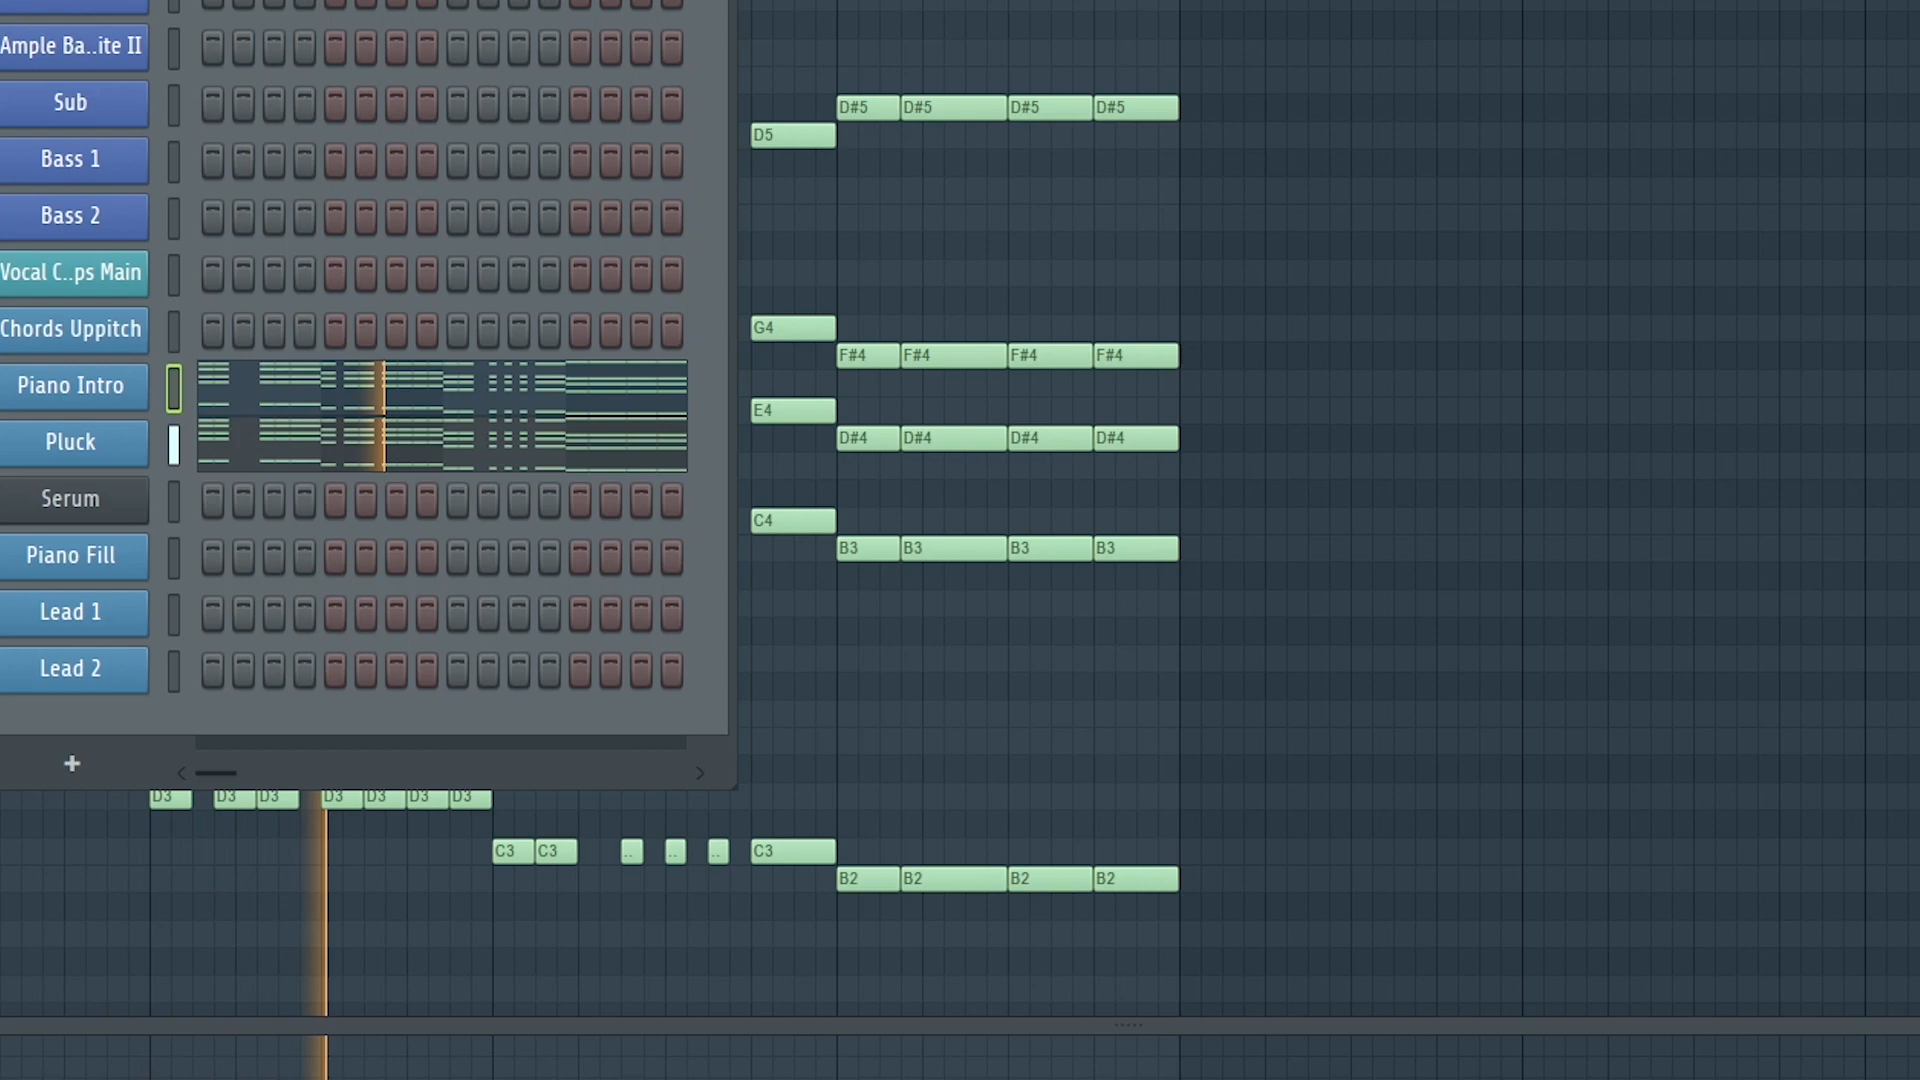 Ample Ba..ite II
Sub
D#5 D#5 D#5 D#5
D5
Bass 1
Bass 2
Vocal C..ps Main
Chords Uppitch
G4
F#4 F#4 F#4 F#4
Piano Intro
E4
Pluck
D#4 D#4 D#4 D#4
Serum
C4
Piano Fill
B3 B3 B3 B3
Lead 1
Lead 2
+
D3 D3 D3 D3 D3 D3 D3
C3 C3 .. .. .. C3
B2 B2 B2 B2